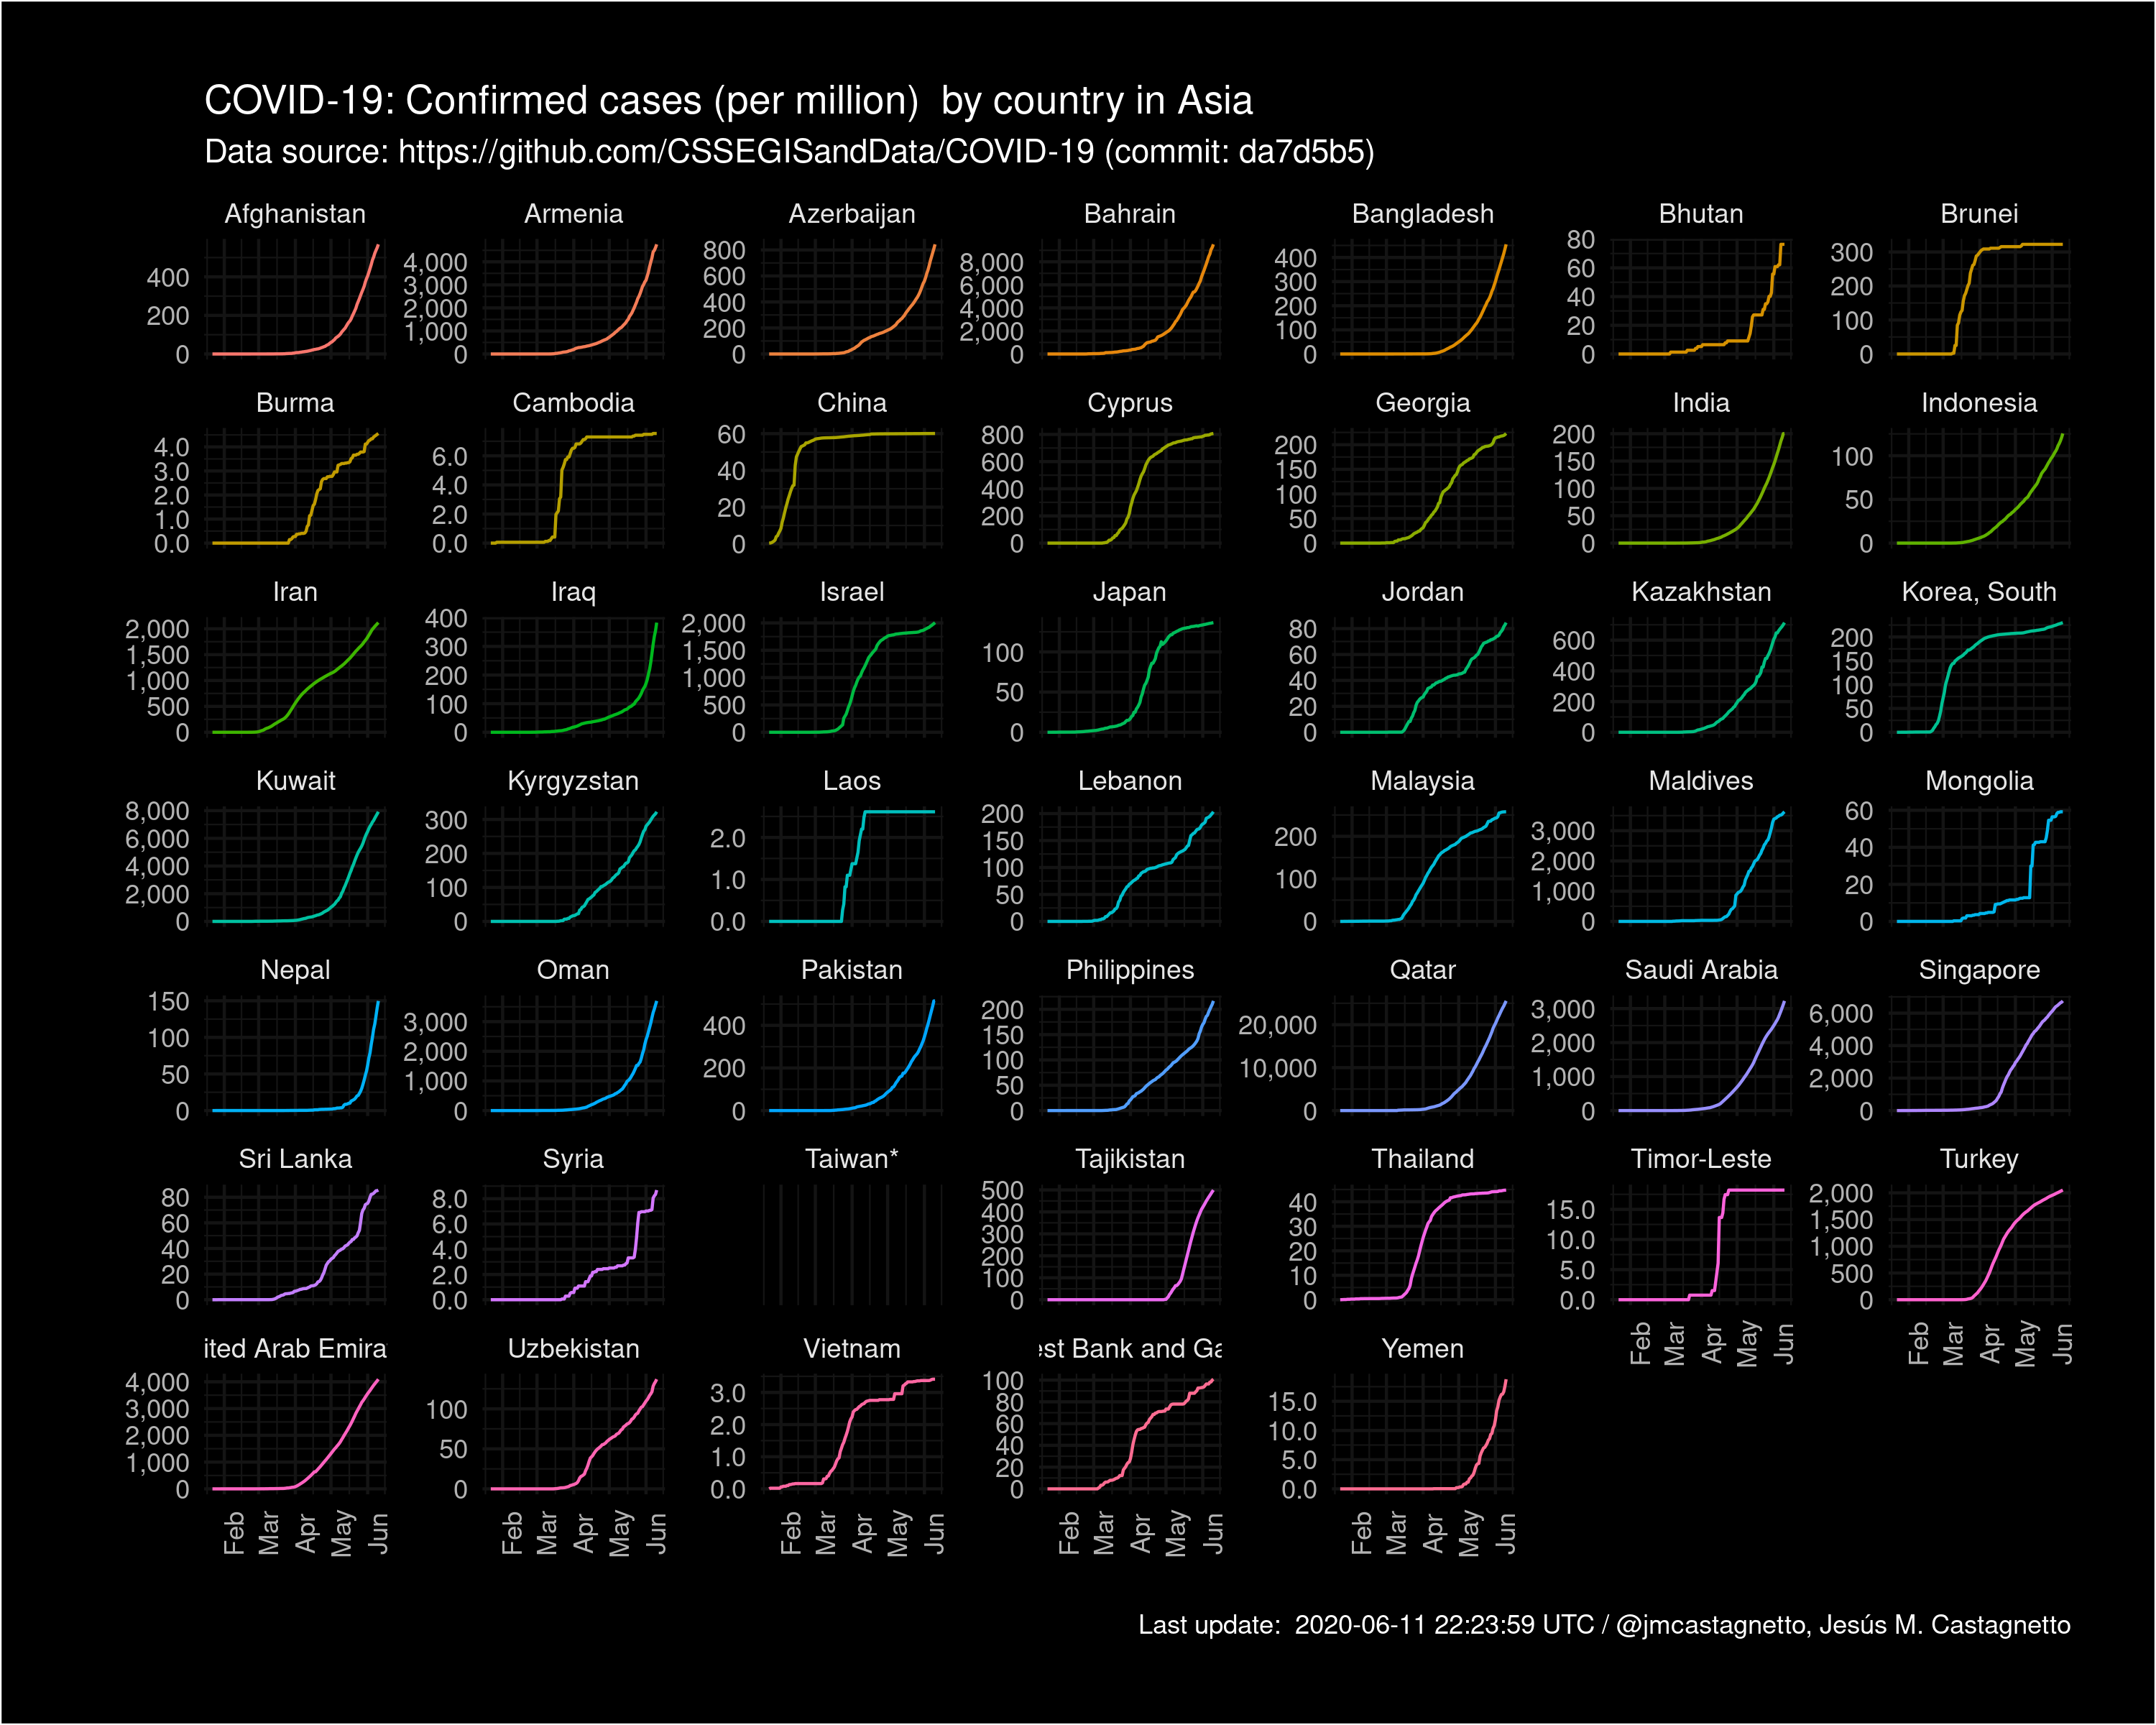 COVID-19: Confirmed cases (per million)  by country in Asia
Data source: https://github.com/CSSEGISandData/COVID-19 (commit: da7d5b5)
Afghanistan Armenia Azerbaijan Bahrain Bangladesh Bhutan Brunei
400 200 0
4,000 3,000 2,000 1,000 0
800 600 400 200 0
8,000 6,000 4,000 2,000 0
400 300 200 100 0
80 60 40 20 0
300 200 100 0
Burma Cambodia China Cyprus Georgia India Indonesia
4.0 3.0 2.0 1.0 0.0
6.0 4.0 2.0 0.0
60 40 20 0
800 600 400 200 0
200 150 100 50 0
200 150 100 50 0
100 50 0
Iran Iraq Israel Japan Jordan Kazakhstan Korea, South
2,000 1,500 1,000 500 0
400 300 200 100 0
2,000 1,500 1,000 500 0
100 50 0
80 60 40 20 0
600 400 200 0
200 150 100 50 0
Kuwait Kyrgyzstan Laos Lebanon Malaysia Maldives Mongolia
8,000 6,000 4,000 2,000 0
300 200 100 0
2.0 1.0 0.0
200 150 100 50 0
200 100 0
3,000 2,000 1,000 0
60 40 20 0
Nepal Oman Pakistan Philippines Qatar Saudi Arabia Singapore
150 100 50 0
3,000 2,000 1,000 0
400 200 0
200 150 100 50 0
20,000 10,000 0
3,000 2,000 1,000 0
6,000 4,000 2,000 0
Sri Lanka Syria Taiwan* Tajikistan Thailand Timor-Leste Turkey
80 60 40 20 0
8.0 6.0 4.0 2.0 0.0
500 400 300 200 100 0
40 30 20 10 0
15.0 10.0 5.0 0.0
2,000 1,500 1,000 500 0
Feb Mar Apr May Jun
Feb Mar Apr May Jun
ited Arab Emira Uzbekistan Vietnam est Bank and Ga Yemen
4,000 3,000 2,000 1,000 0
100 50 0
3.0 2.0 1.0 0.0
100 80 60 40 20 0
15.0 10.0 5.0 0.0
Feb Mar Apr May Jun
Feb Mar Apr May Jun
Feb Mar Apr May Jun
Feb Mar Apr May Jun
Feb Mar Apr May Jun
Last update:  2020-06-11 22:23:59 UTC / @jmcastagnetto, Jesús M. Castagnetto